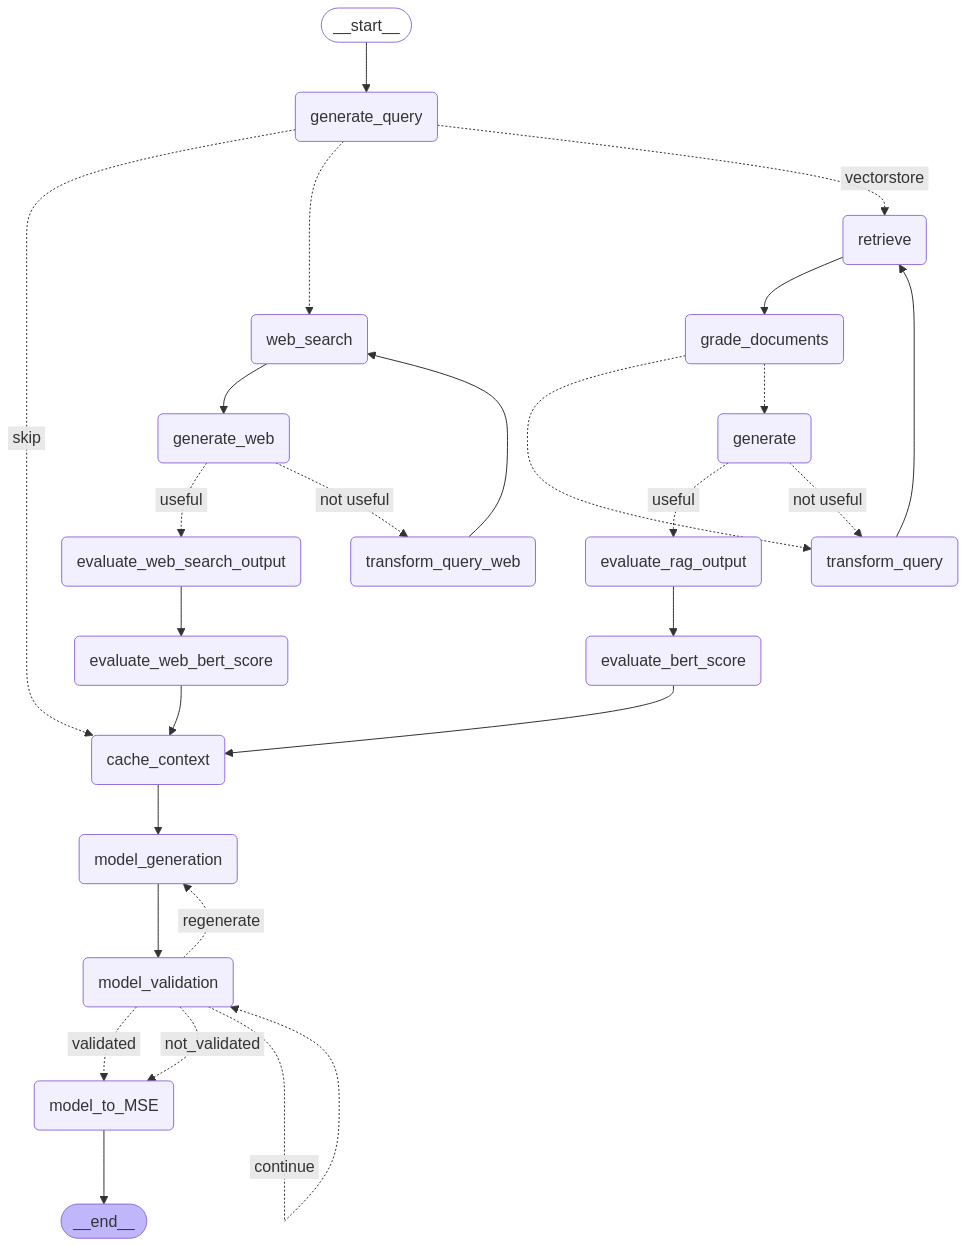 __start__
generate_query
vectorstore
retrieve
web_search
grade_documents
skip
generate_web
generate
useful
not useful
useful
not useful
evaluate_web_search_output
transform_query_web
evaluate_rag_output
transform_query
evaluate_web_bert_score
evaluate_bert_score
cache_context
model_generation
regenerate
model_validation
validated
not_validated
model_to_MSE
continue
__end__